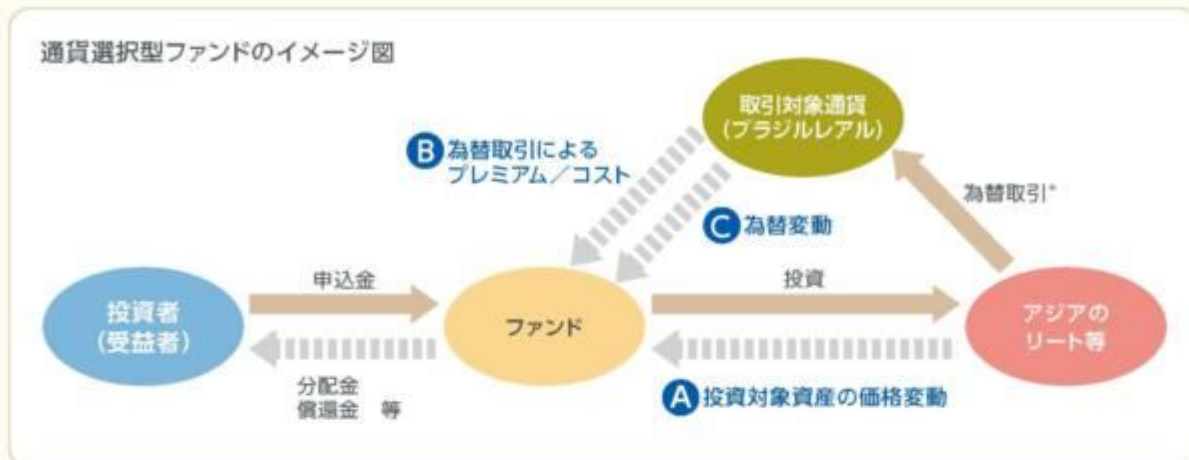 通貨選択型ファンドのイメージ図
取引対象通貨
(ブラジルレアル)
B 為替取引による
プレミアム／コスト
為替取引*
C 為替変動
申込金
投資
投資者
(受益者)
ファンド
アジアの
リート等
分配金
償還金 等
A 投資対象資産の価格変動